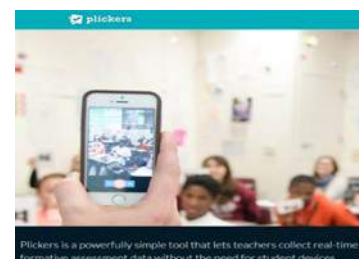 plickers
Plickers is a powerfully simple tool that lets teachers collect real-time
formative assessment data without the need for student devices.